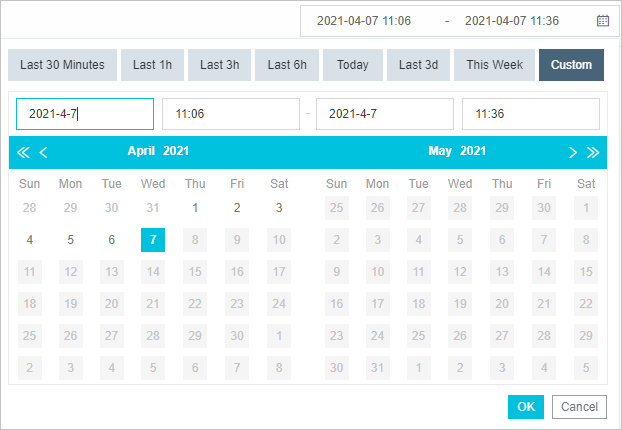 2021-04-07 11:06 - 2021-04-07 11:36
Last 30 Minutes Last 1h Last 3h Last 6h Today Last 3d This Week Custom
2021-4-7 11:06 - 2021-4-7 11:36
April 2021 May 2021
Sun Mon Tue Wed Thu Fri Sat Sun Mon Tue Wed Thu Fri Sat
28 29 30 31 1 2 3 25 26 27 28 29 30 1
4 5 6 7 8 9 10 2 3 4 5 6 7 8
11 12 13 14 15 16 17 9 10 11 12 13 14 15
18 19 20 21 22 23 24 16 17 18 19 20 21 22
25 26 27 28 29 30 1 23 24 25 26 27 28 29
2 3 4 5 6 7 8 30 31 1 2 3 4 5
OK Cancel